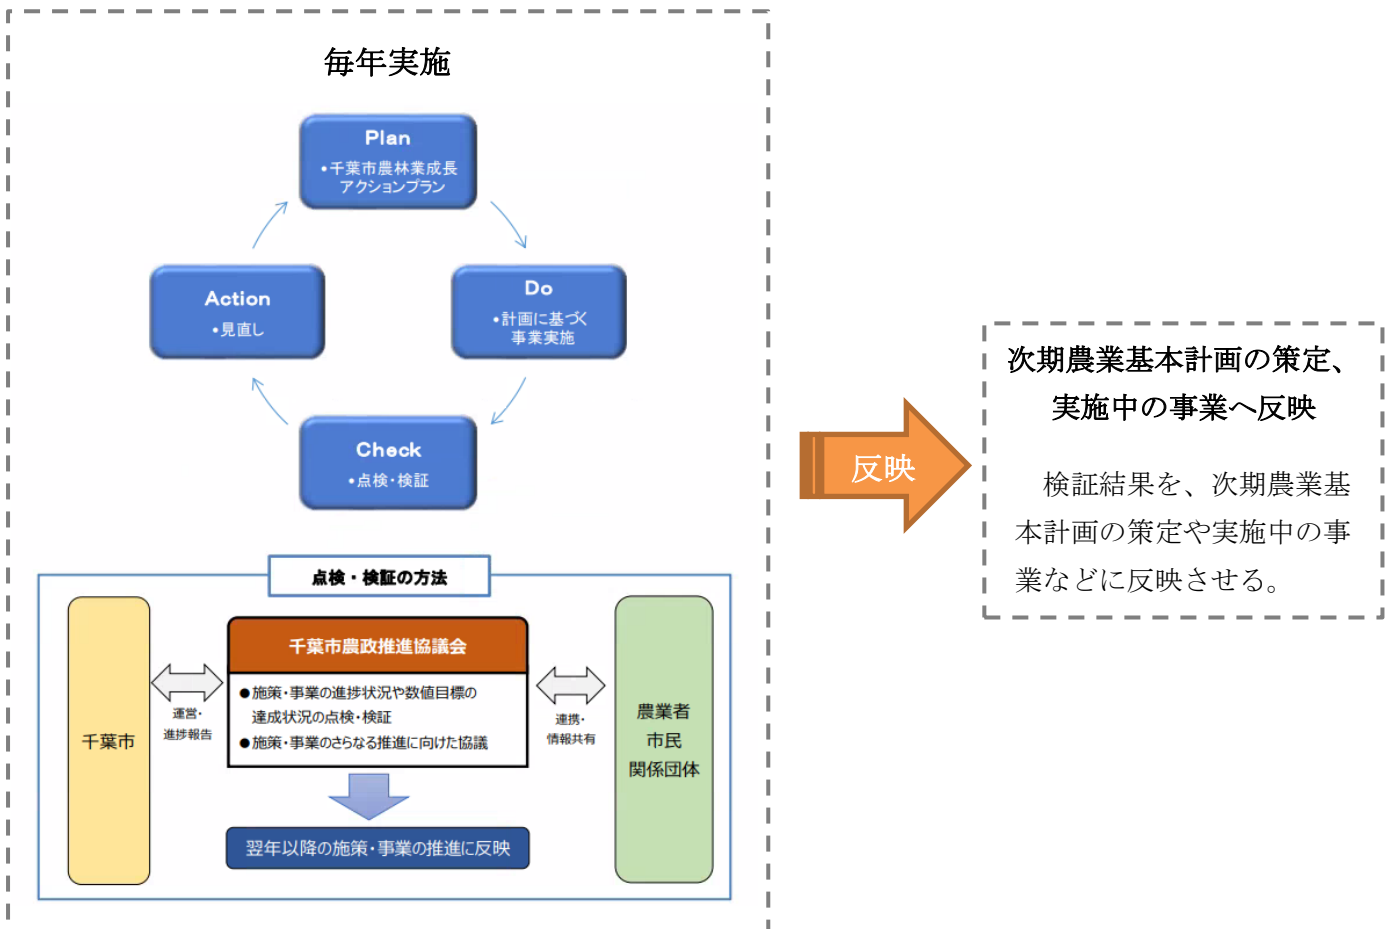 毎年実施
Plan
•千葉市農林業成長
アクションプラン
Action
•見直し
Do
•計画に基づく
事業実施
Check
•点検・検証
点検・検証の方法
千葉市
運営・
進捗報告
千葉市農政推進協議会
●施策・事業の進捗状況や数値目標の
達成状況の点検・検証
●施策・事業のさらなる推進に向けた協議
連携・
情報共有
農業者
市民
関係団体
翌年以降の施策・事業の推進に反映
反映
次期農業基本計画の策定、
実施中の事業へ反映
検証結果を、次期農業基
本計画の策定や実施中の事
業などに反映させる。